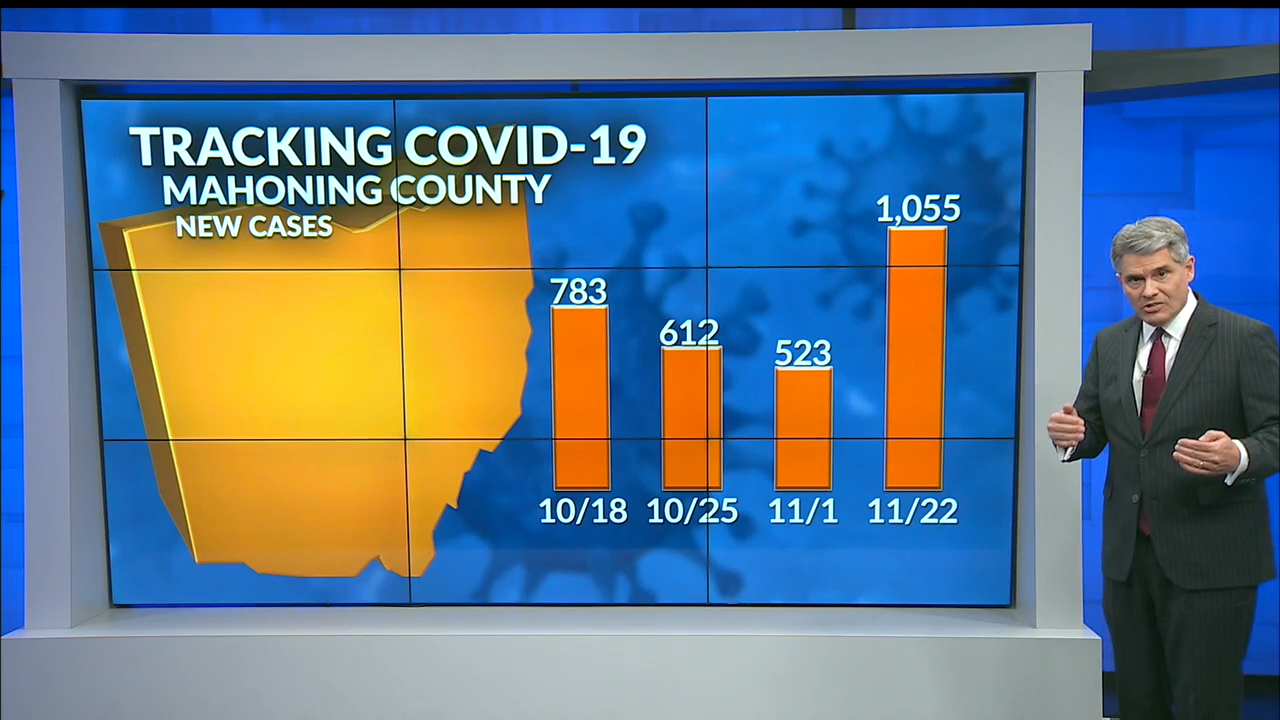 TRACKING COVID-19
MAHONING COUNTY
NEW CASES
783
612
523
1,055
10/18 10/25 11/1 11/22